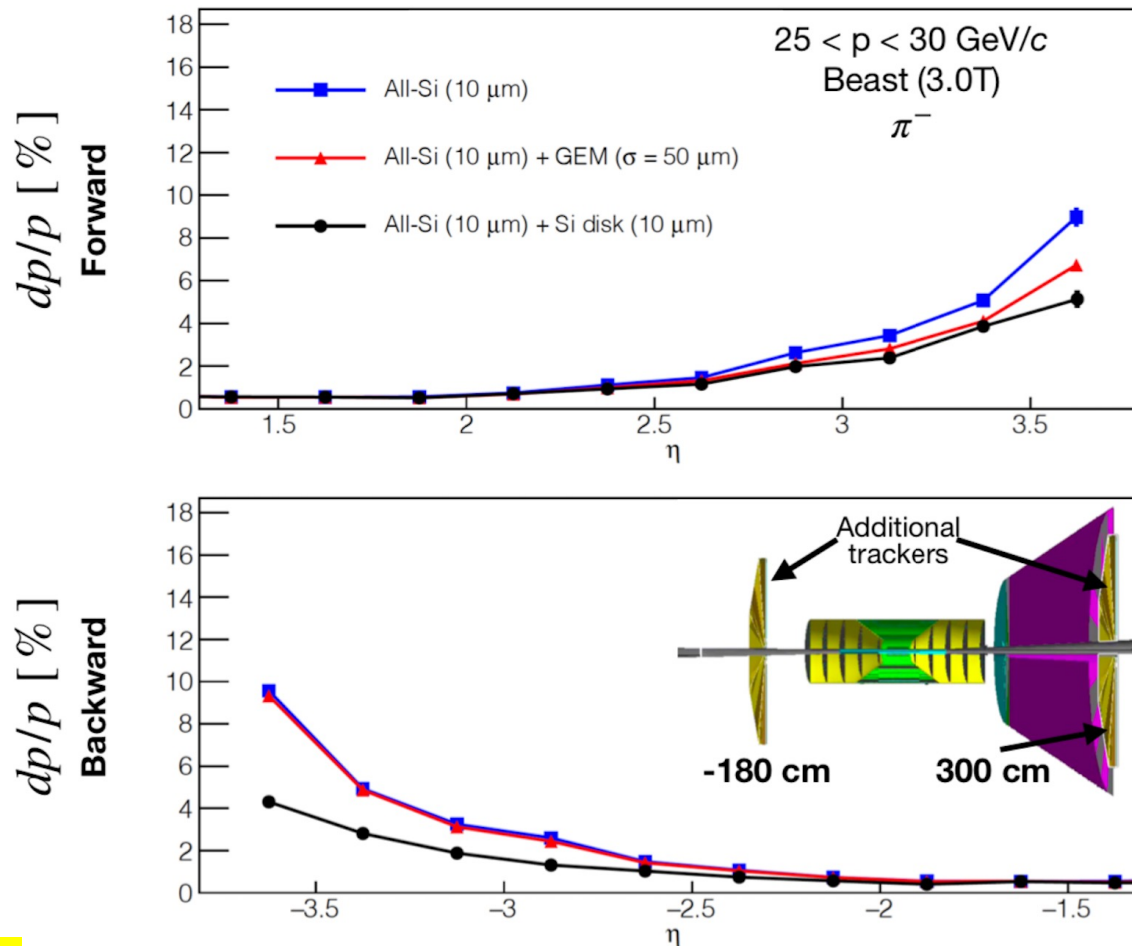 18
16
14
12
10
8
6
4
2
0
dp/p [ % ]
Forward
25 < p < 30 GeV/c
Beast (3.0T)
π⁻
All-Si (10 μm)
All-Si (10 μm) + GEM (σ = 50 μm)
All-Si (10 μm) + Si disk (10 μm)
1.5 2 2.5 3 3.5
η
18
16
14
12
10
8
6
4
2
0
dp/p [ % ]
Backward
Additional
trackers
-180 cm 300 cm
−3.5 −3 −2.5 −2 −1.5
η